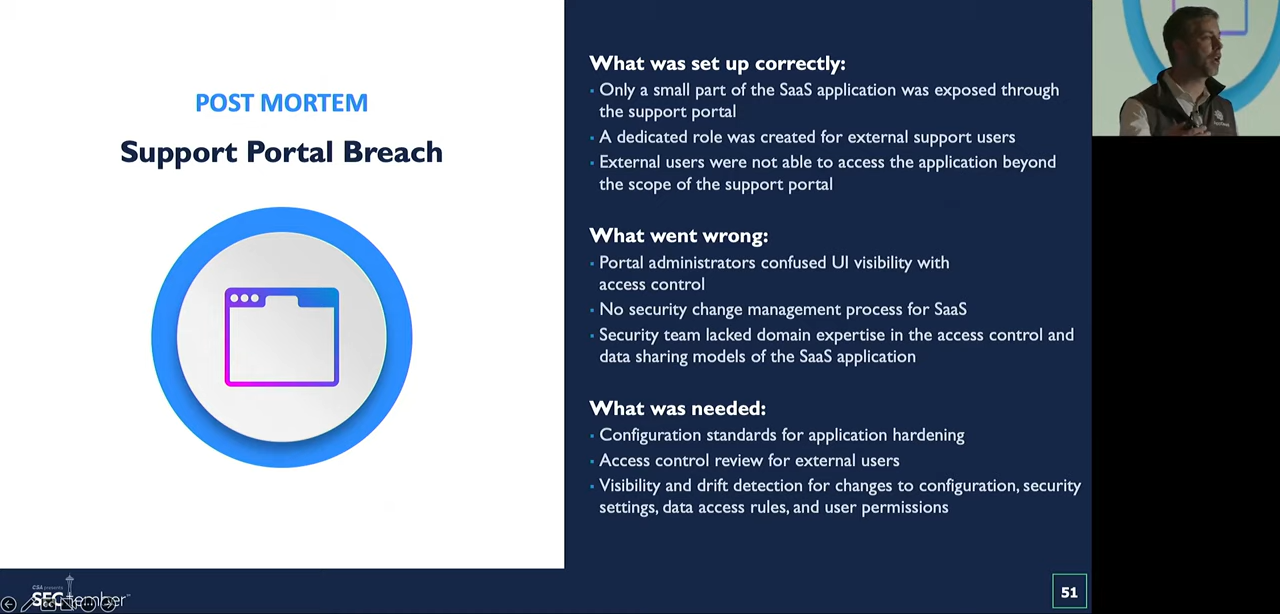 POST MORTEM
Support Portal Breach
What was set up correctly:
· Only a small part of the SaaS application was exposed through
the support portal
· A dedicated role was created for external support users
· External users were not able to access the application beyond
the scope of the support portal
What went wrong:
· Portal administrators confused UI visibility with
access control
· No security change management process for SaaS
· Security team lacked domain expertise in the access control and
data sharing models of the SaaS application
What was needed:
· Configuration standards for application hardening
· Access control review for external users
· Visibility and drift detection for changes to configuration, security
settings, data access rules, and user permissions
CSA presents
SECtember
51